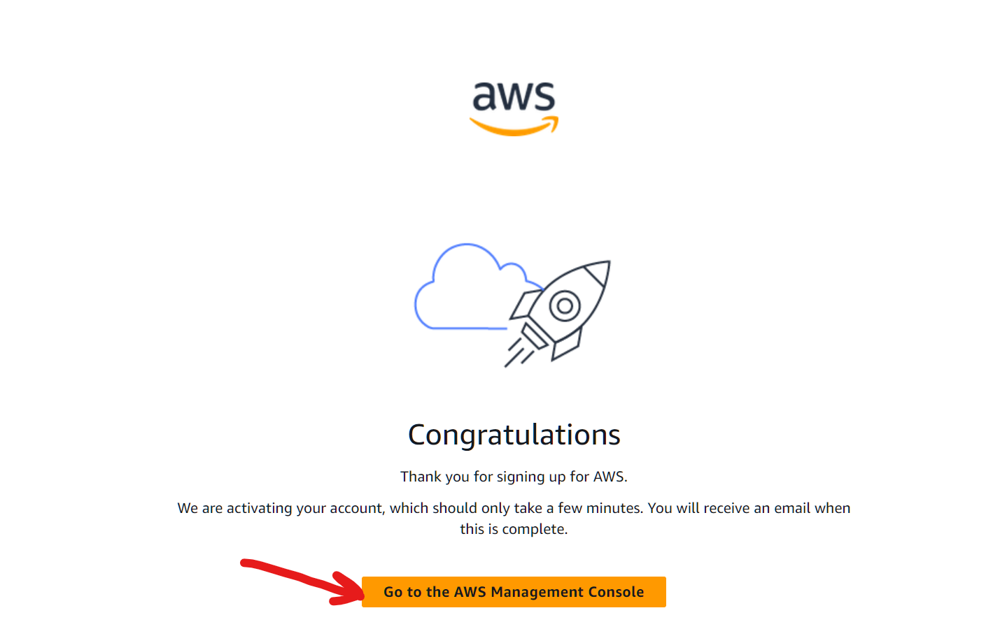 aws
Congratulations
Thank you for signing up for AWS.
We are activating your account, which should only take a few minutes. You will receive an email when
this is complete.
Go to the AWS Management Console